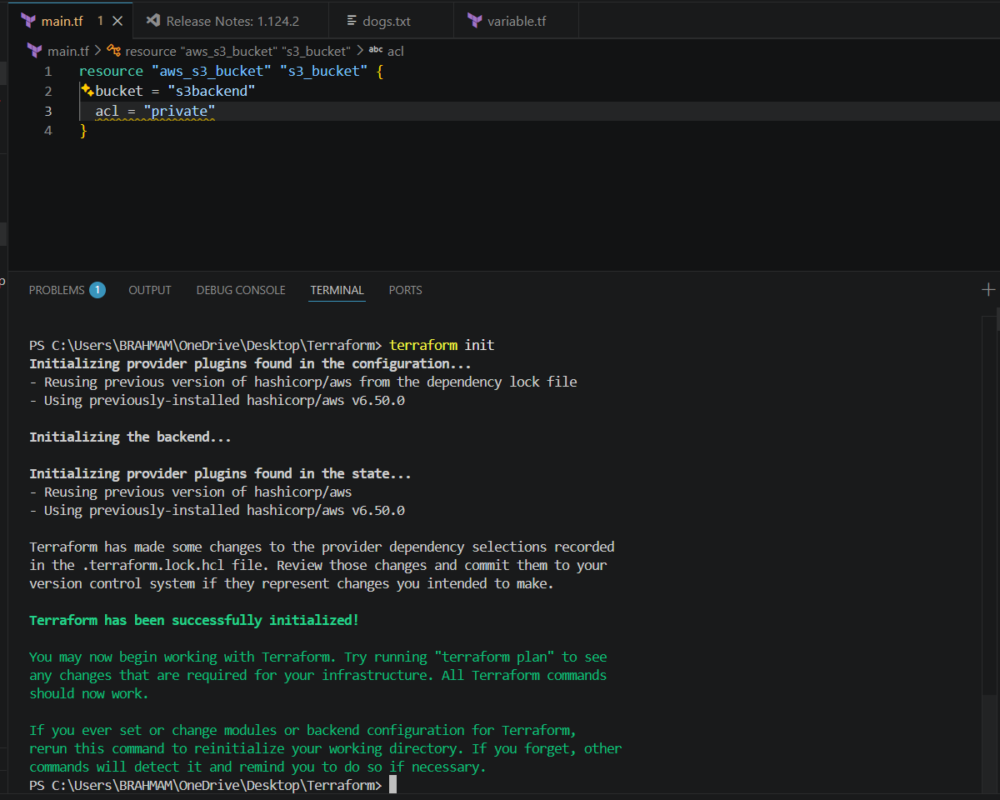 main.tf 1 Release Notes: 1.124.2 dogs.txt variable.tf
main.tf resource "aws_s3_bucket" "s3_bucket" abc acl
1 resource "aws_s3_bucket" "s3_bucket" {
2 bucket = "s3backend"
3 acl = "private"
4 }
p
PROBLEMS 1 OUTPUT DEBUG CONSOLE TERMINAL PORTS
PS C:\Users\BRAHMAM\OneDrive\Desktop\Terraform> terraform init
Initializing provider plugins found in the configuration...
- Reusing previous version of hashicorp/aws from the dependency lock file
- Using previously-installed hashicorp/aws v6.50.0
Initializing the backend...
Initializing provider plugins found in the state...
- Reusing previous version of hashicorp/aws
- Using previously-installed hashicorp/aws v6.50.0
Terraform has made some changes to the provider dependency selections recorded
in the .terraform.lock.hcl file. Review those changes and commit them to your
version control system if they represent changes you intended to make.
Terraform has been successfully initialized!
You may now begin working with Terraform. Try running "terraform plan" to see
any changes that are required for your infrastructure. All Terraform commands
should now work.
If you ever set or change modules or backend configuration for Terraform,
rerun this command to reinitialize your working directory. If you forget, other
commands will detect it and remind you to do so if necessary.
PS C:\Users\BRAHMAM\OneDrive\Desktop\Terraform>